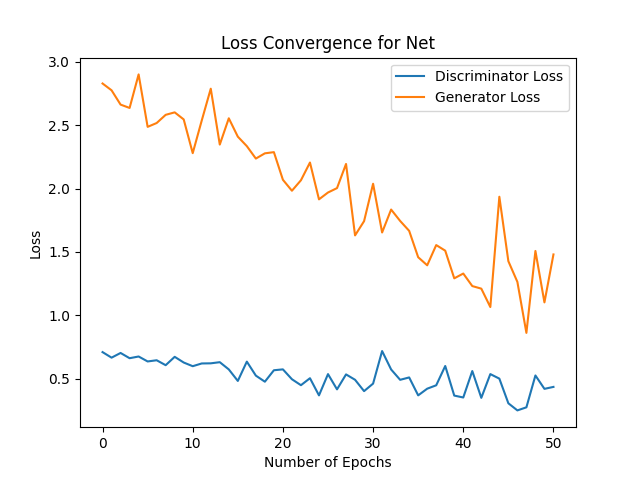 Loss Convergence for Net
Discriminator Loss
Generator Loss
3.0
2.5
2.0
1.5
1.0
0.5
Loss
0 10 20 30 40 50
Number of Epochs